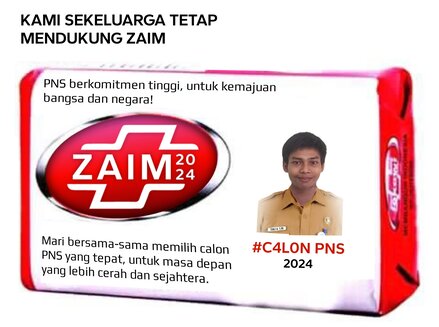 KAMI SEKELUARGA TETAP
MENDUKUNG ZAIM
PNS berkomitmen tinggi, untuk kemajuan
bangsa dan negara!
ZAIM 20
24
Mari bersama-sama memilih calon
PNS yang tepat, untuk masa depan
yang lebih cerah dan sejahtera.
#C4L0N PNS
2024